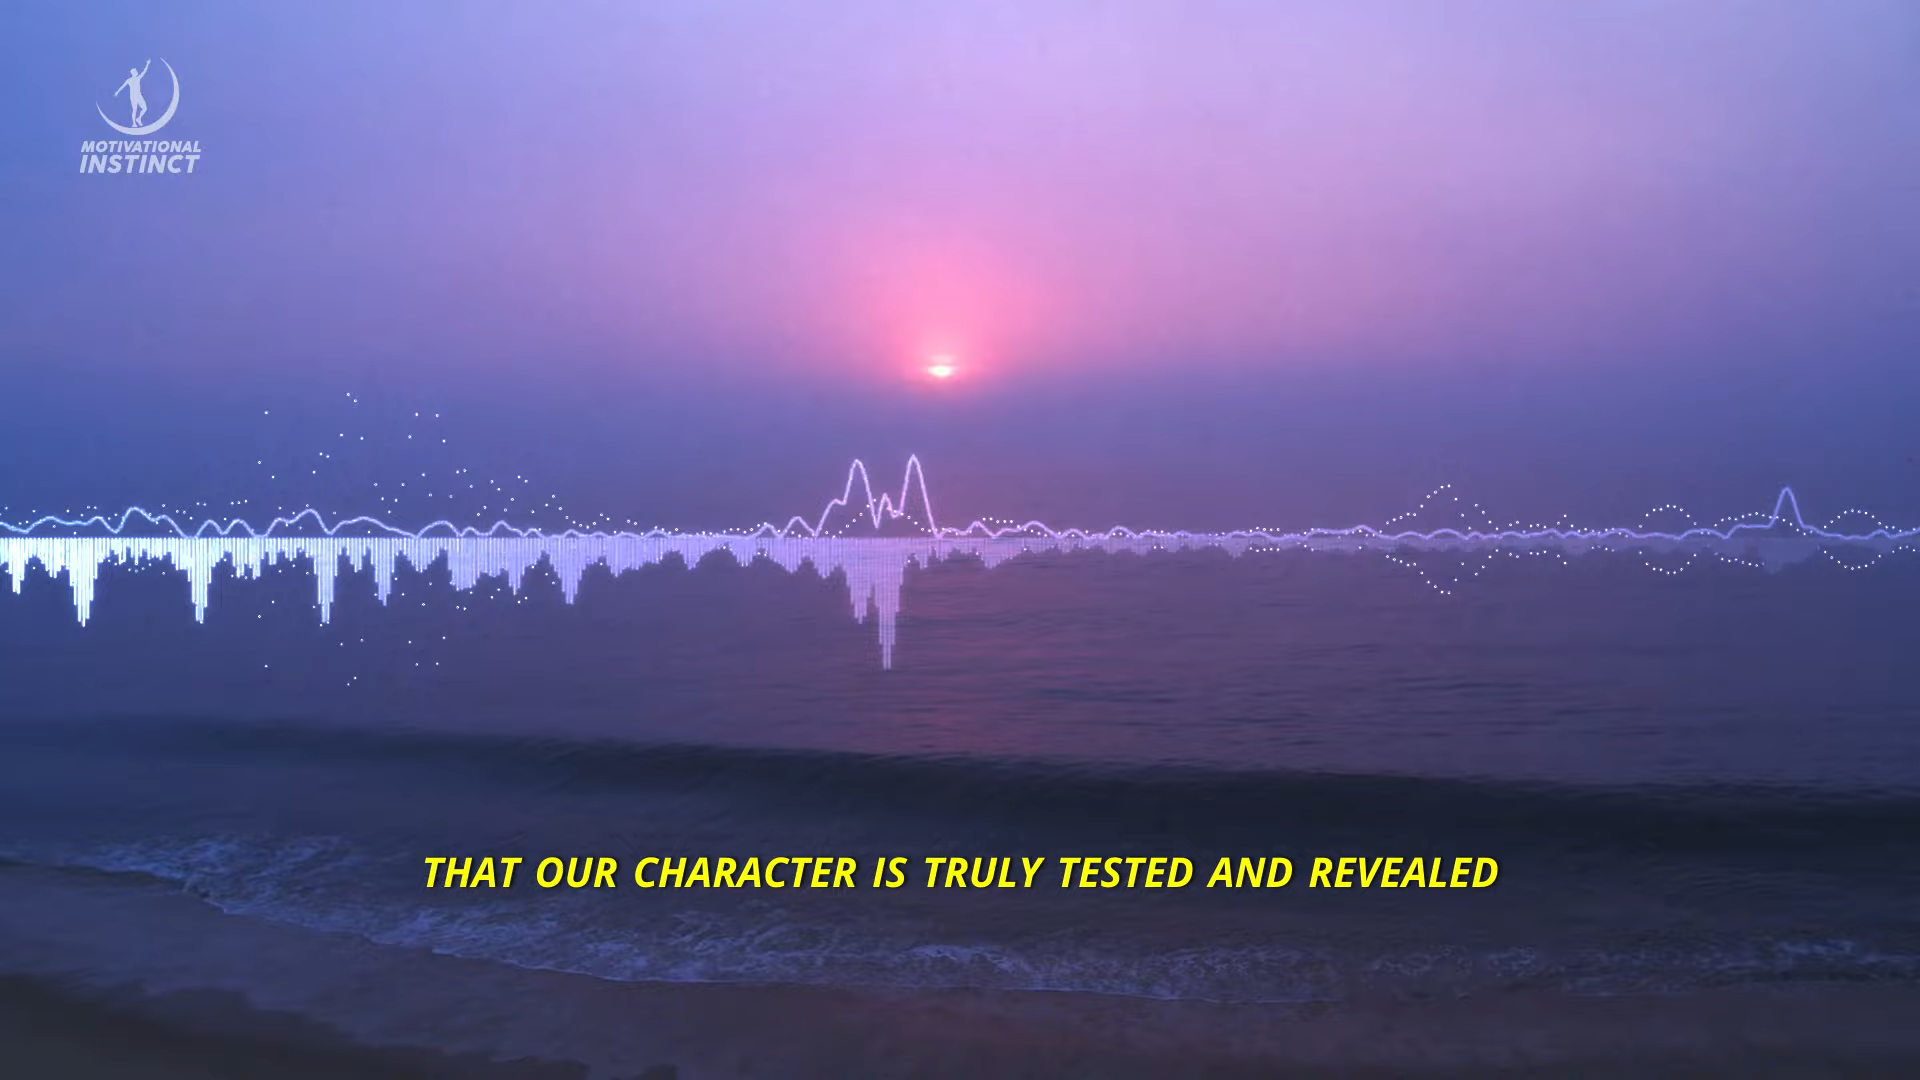 MOTIVATIONAL
INSTINCT
THAT OUR CHARACTER IS TRULY TESTED AND REVEALED